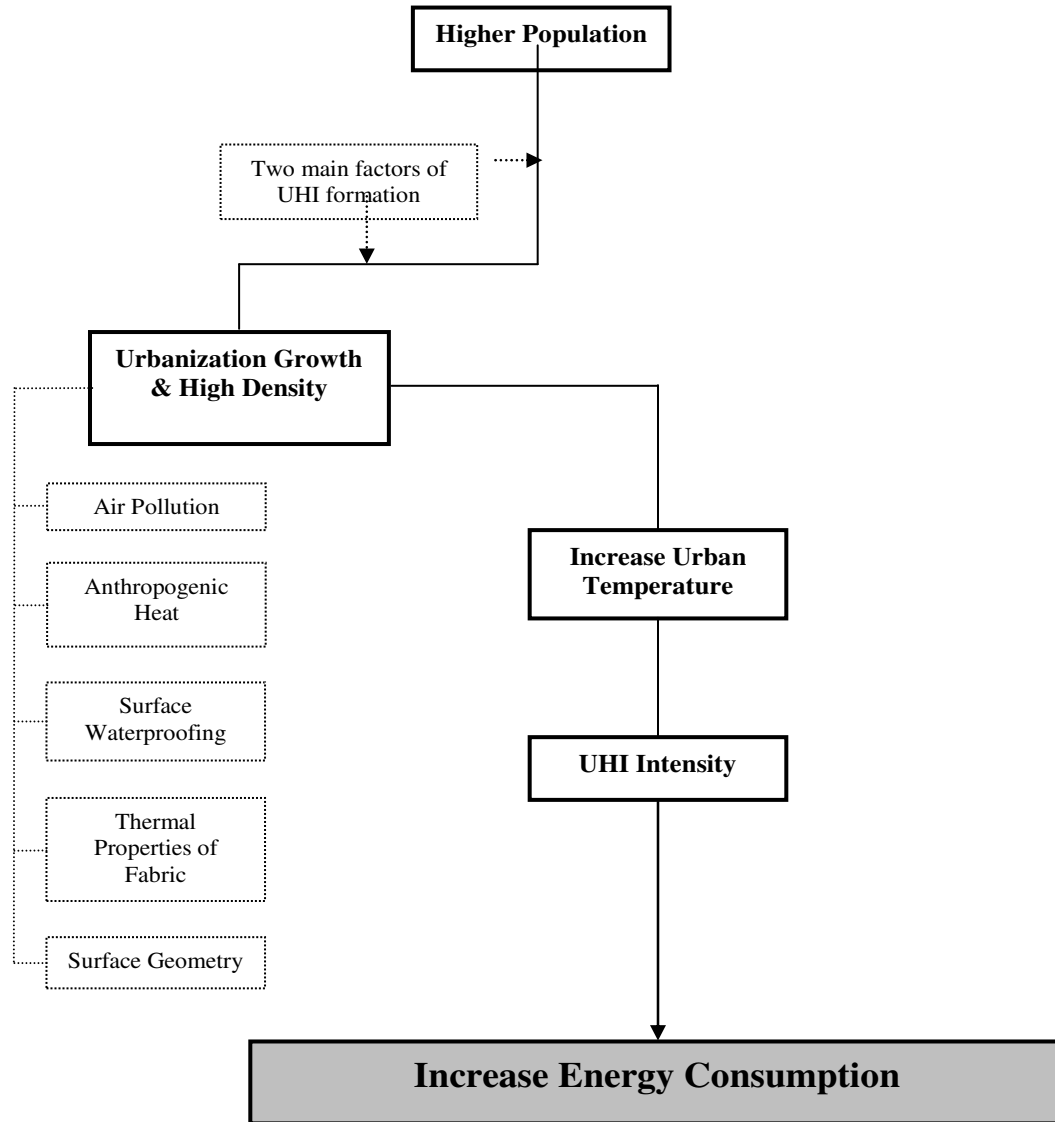 Higher Population
Two main factors of
UHI formation
Urbanization Growth
& High Density
Air Pollution
Anthropogenic
Heat
Surface
Waterproofing
Thermal
Properties of
Fabric
Surface Geometry
Increase Urban
Temperature
UHI Intensity
Increase Energy Consumption